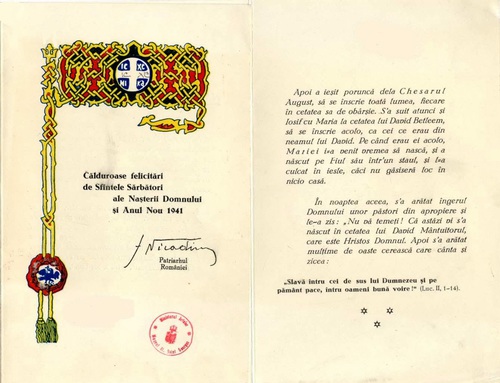 IC XC
NI KA
Călduroase felicitări
de Sfintele Sărbători
ale Nașterii Domnului
și Anul Nou 1941
† Nicodim
Patriarhul
României
Apoi a ieșit poruncă dela Chesarul
August, să se înscrie toată lumea, fiecare
în cetatea sa de obârșie. S'a suit atunci și
Iosif cu Maria la cetatea lui David Betleem,
să se înscrie acolo, ca cei ce erau din
neamul lui David. Pe când erau ei acolo,
Mariei i-a venit vremea să nască, și a
născut pe Fiul său într'un staul, și l-a
culcat în iesle, căci nu găsiseră loc în
nicio casă.
În noaptea aceea, s'a arătat îngerul
Domnului unor păstori din apropiere și
le-a zis: „Nu vă temeți! Că astăzi vi s'a
născut în cetatea lui David Mântuitorul,
care este Hristos Domnul. Apoi s'a arătat
mulțime de oaste cerească care cânta și
zicea:
"Slavă întru cei de sus lui Dumnezeu și pe
pământ pace, întru oameni bună voire!" (Luc. II, 1–14).